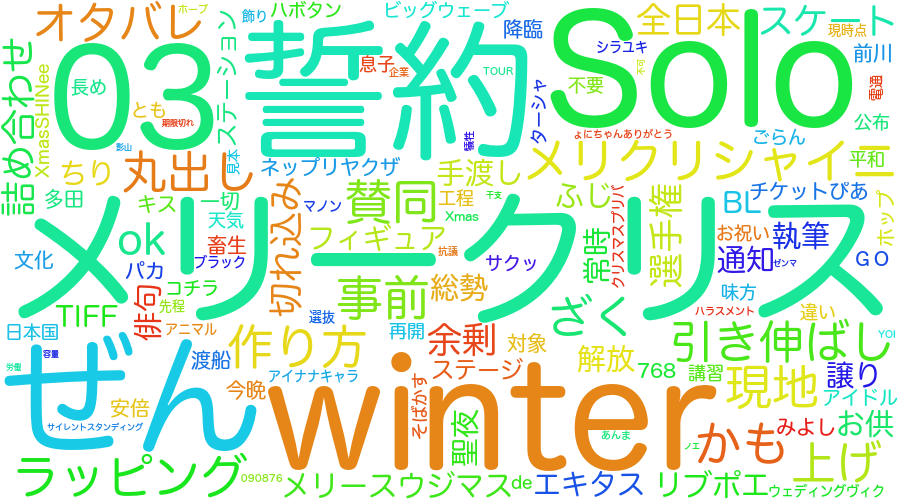 ホープ
飾り
ハボタン
ビッグウェーブ
降臨
全日本
スケート
現時点
オタバレ
03
誓約
Solo
シラユキ
前川
ステーション
息子
企業
TOUR
不要
不可
電通
詰め合わせ
XmasSHINee
長め
とも
期限切れ
ターシャ
犠牲
よにちゃんありがとう
ごらん
公布
影山
見本
ちり
丸出し
ネップリヤクザ
手渡し
メリクリシャイニー
平和
多田
キス
一切
切れ込み
マノン
賛同
工程
干支
ふじ
クリスマスプリパ
選手権
BL
チケットぴあ
ホップ
天気
Xmas
ok
畜生
フィギュア
お祝い
執筆
文化
パカ
ブラック
抗議
メリークリス
サクッ
常時
通知
ゼンマ
GO
コチラ
味方
TIFF
俳句
先程
事前
総勢
ざく
ハラスメント
違い
日本国
アニマル
選抜
再開
余剰
対象
引き伸ばし
YOI
容量
労働
ぜん
渡船
作り方
アイナナキャラ
ステージ
解放
768
講習
譲り
今晩
そばかす
現地
アイドル
安倍
winter
サイレントスタンディング
聖夜
あんま
ノエ
かも
みよし
お供
上げ
ラッピング
090876
メリースウジマス
de
エキタス
リブポエ
ウェディングヴィク